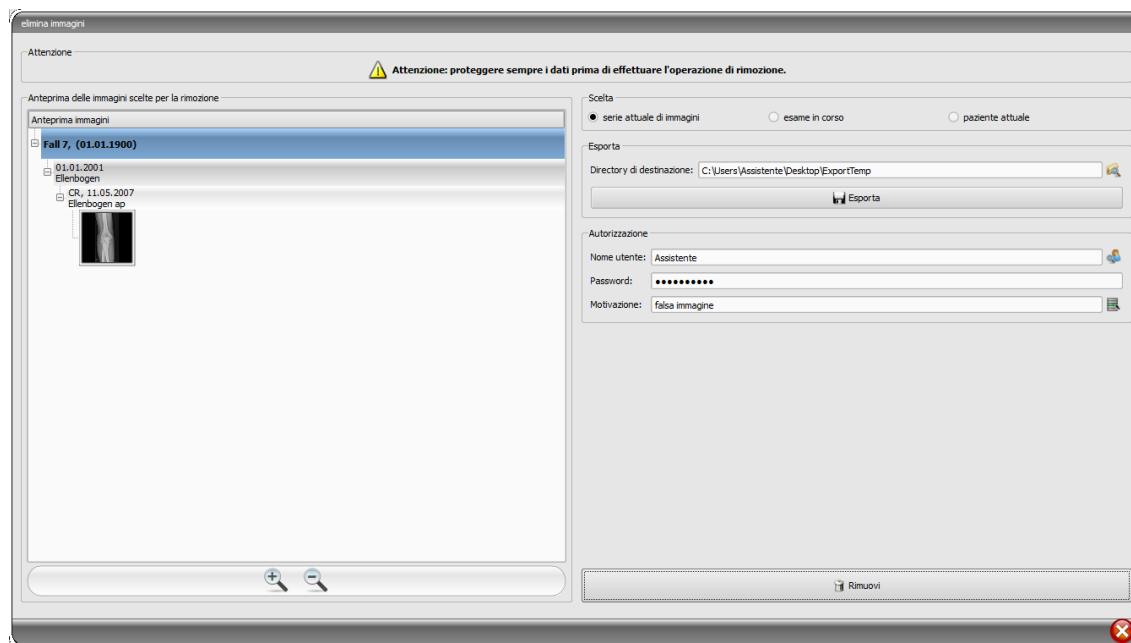 elimina immagini
Attenzione
Attenzione: proteggere sempre i dati prima di effettuare l'operazione di rimozione.
Anteprima delle immagini scelte per la rimozione
Anteprima immagini
Fall 7, (01.01.1900)
01.01.2001
Ellenbogen
CR, 11.05.2007
Ellenbogen ap
Scelta
serie attuale di immagini
esame in corso
paziente attuale
Esporta
Directory di destinazione: C:\Users\Assistente\Desktop\ExportTemp
Esporta
Autorizzazione
Nome utente: Assistente
Password: ••••••••••
Motivazione: falsa immagine
Rimuovi